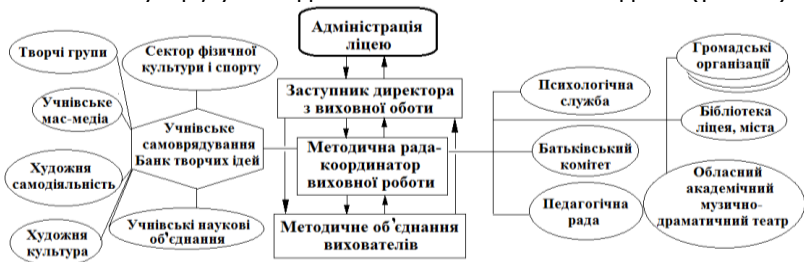 Творчі групи
Учнівське
мас-медіа
Художня
самодіяльність
Художня
культура
Сектор фізичної
культури і спорту
Учнівське
самоврядування
Банк творчих ідей
Учнівські наукові
об'єднання
Адміністрація
ліцею
Заступник директора
з виховної оботи
Методична рада-
координатор
виховної роботи
Методичне об'єднання
вихователів
Психологічна
служба
Батьківський
комітет
Педагогічна
рада
Громадські
організації
Бібліотека
ліцея, міста
Обласний
академічний
музично-
драматичний театр